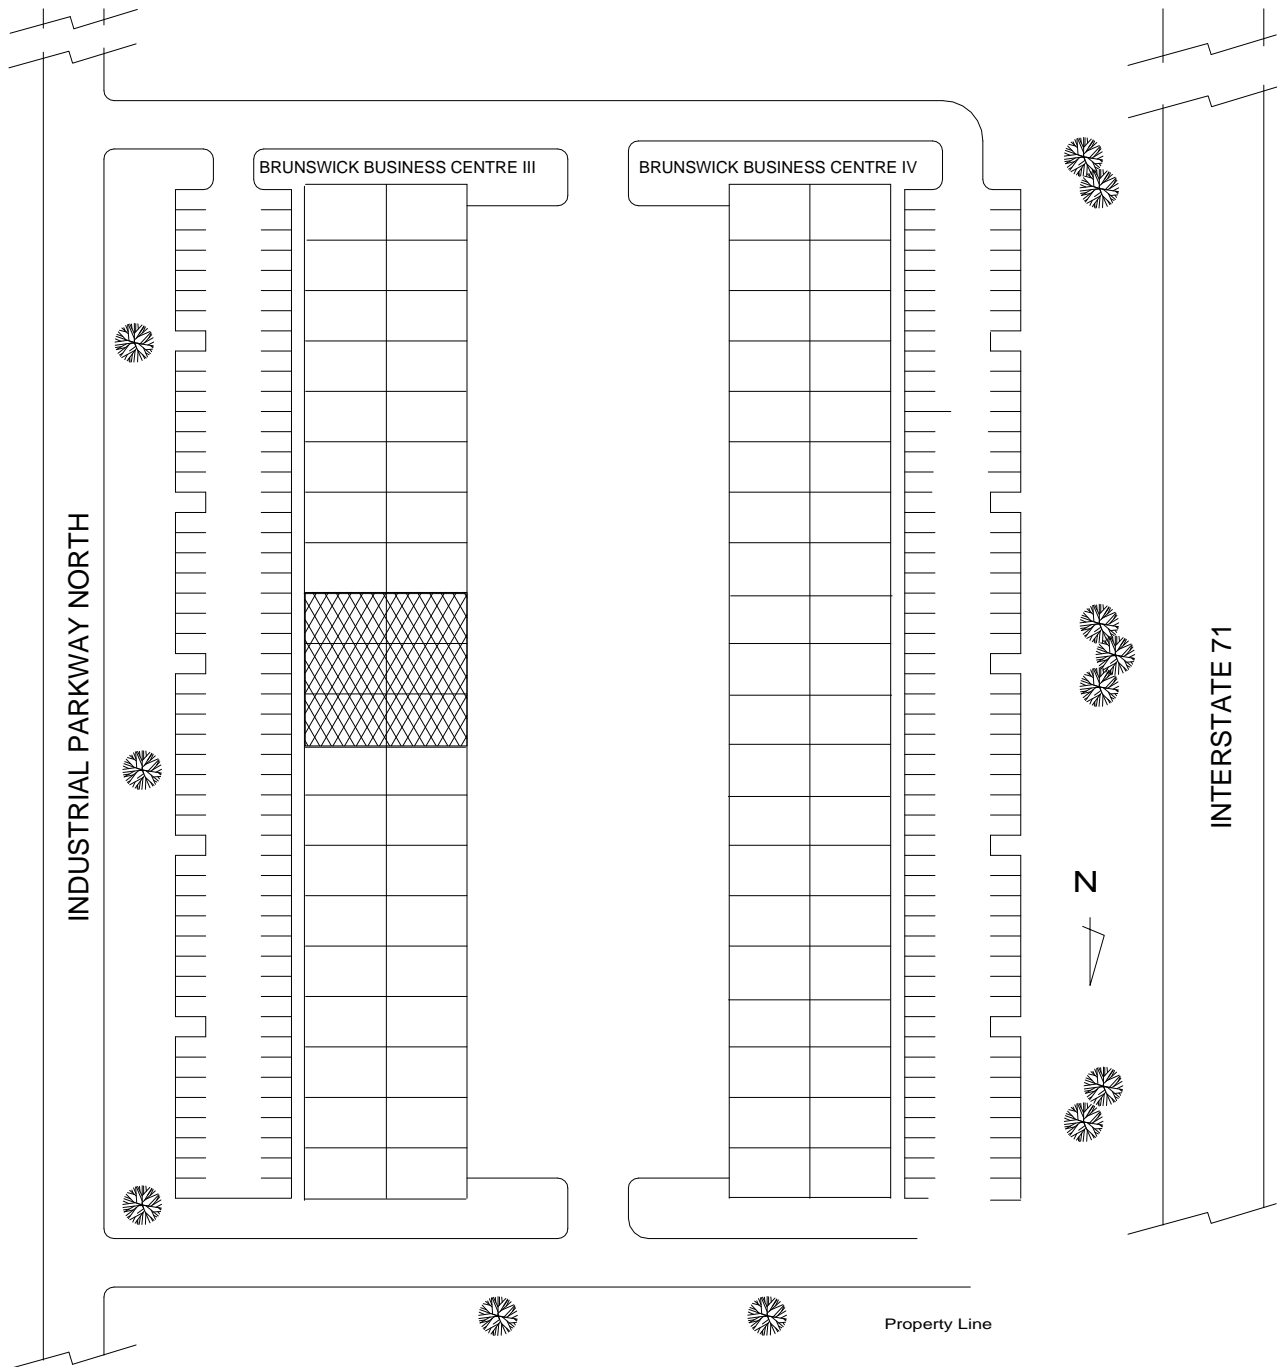 BRUNSWICK BUSINESS CENTRE III
BRUNSWICK BUSINESS CENTRE IV
INDUSTRIAL PARKWAY NORTH
INTERSTATE 71
N
Property Line